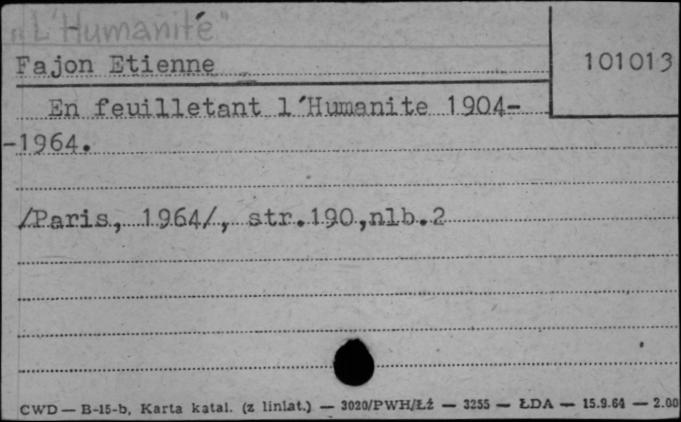 „L'Humanité"
Fajon Etienne
101013
En feuilletant l'Humanite 1904-
-1964.
/Paris, 1964/, str.190,nlb.2
CWD — B-15-b, Karta katal. (z liniat.) — 3020/PWH/Łż — 3255 — ŁDA — 15.9.64 — 2.00